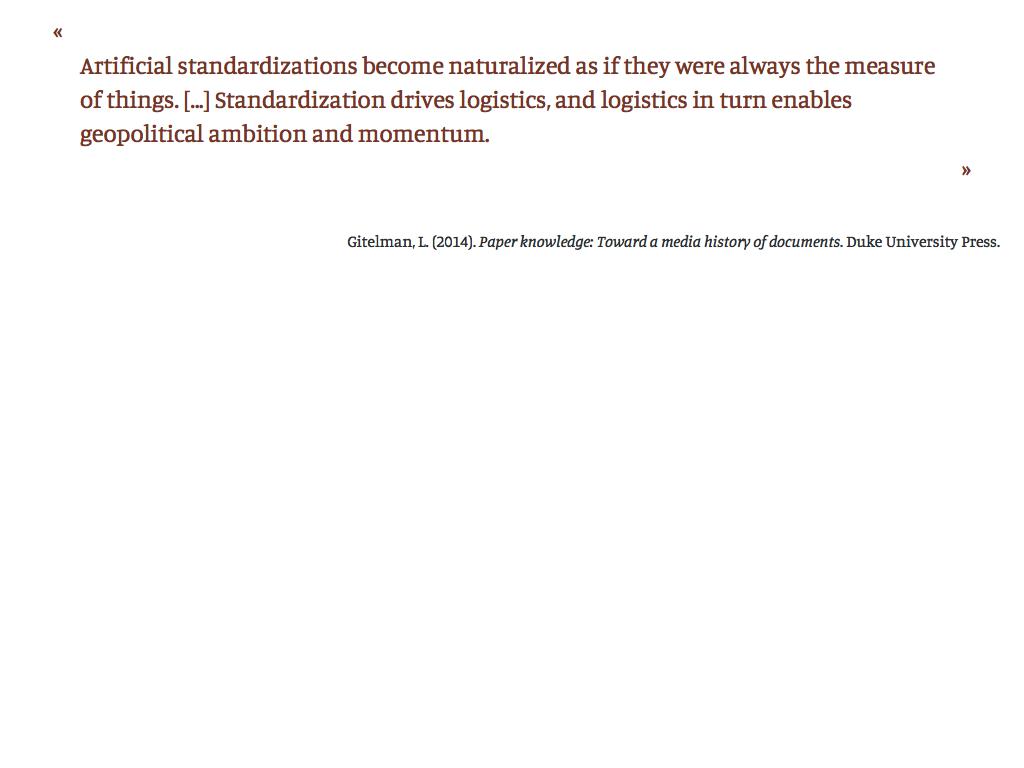 «
Artificial standardizations become naturalized as if they were always the measure
of things. [...] Standardization drives logistics, and logistics in turn enables
geopolitical ambition and momentum.
»
Gitelman, L. (2014). Paper knowledge: Toward a media history of documents. Duke University Press.